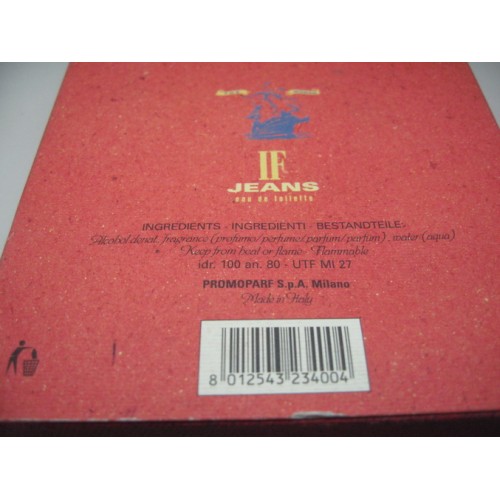 IF
JEANS
eau de toilette
INGREDIENTS - INGREDIENTI - BESTANDTEILE:
Alcohol denat. fragrance (profumo/perfumes/parfum/parfum), water (aqua)
Keep from heat or flame - Flammable
idr. 100 an. 80 - UTF MI 27
PROMOPARF S.p.A. Milano
Made in Italy
8 012543 234004